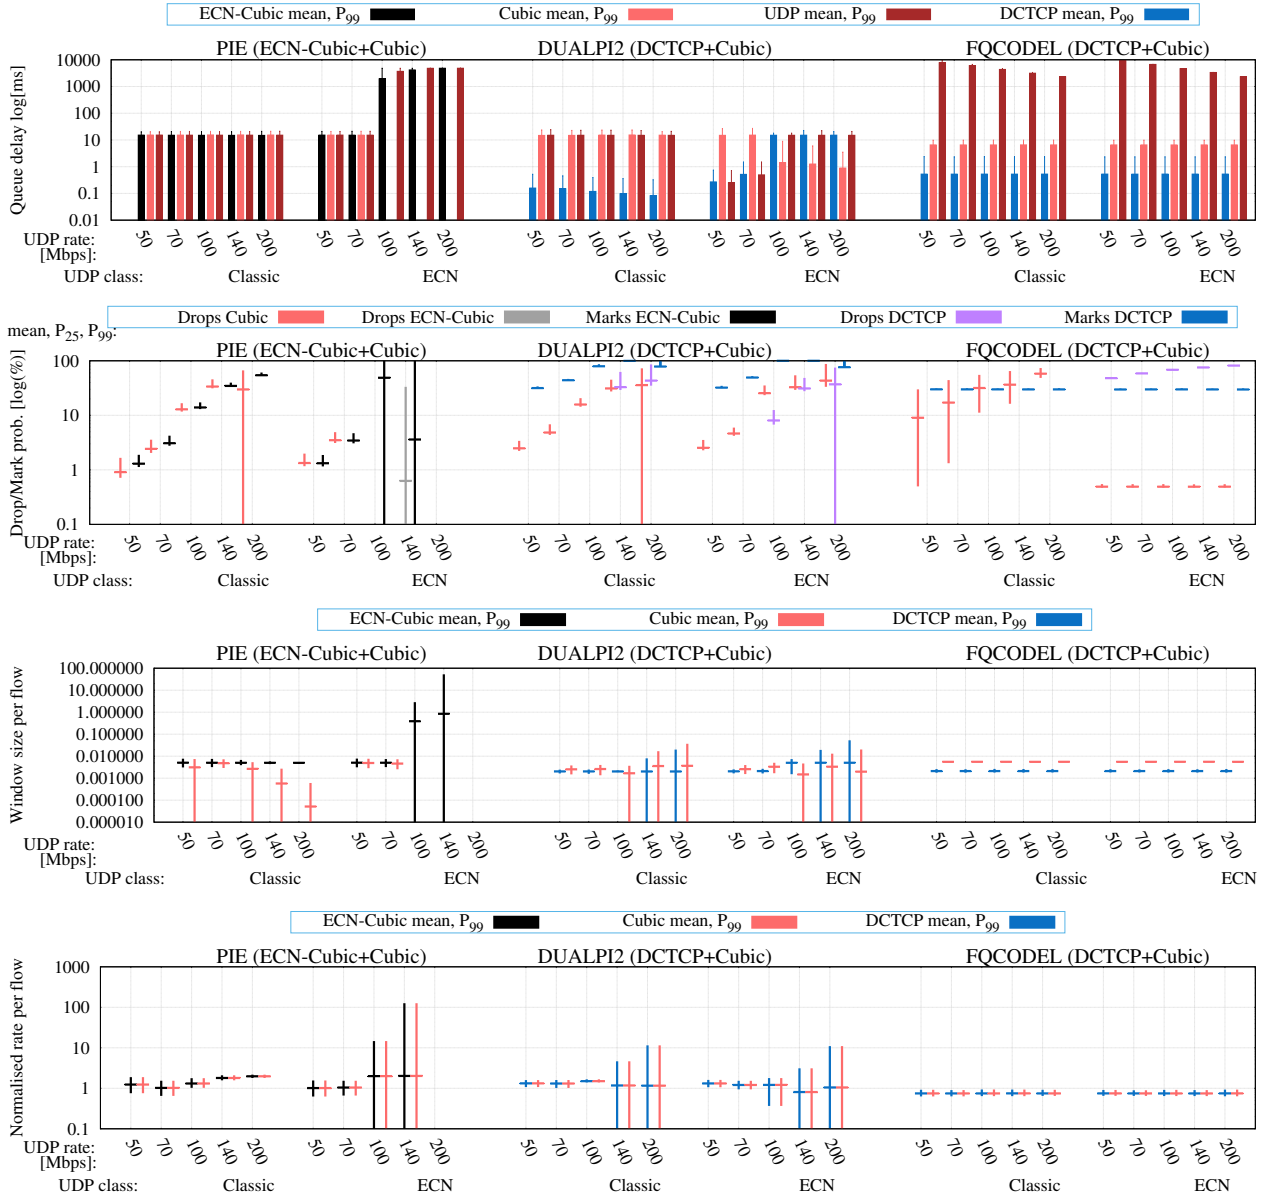 ECN-Cubic mean, P99 Cubic mean, P99 UDP mean, P99 DCTCP mean, P99
PIE (ECN-Cubic+Cubic) DUALPI2 (DCTCP+Cubic) FQCODEL (DCTCP+Cubic)
Queue delay log[ms]
10000
1000
100
10
1
0.1
0.01
UDP rate: 50 70 100 140 200 50 70 100 140 200 50 70 100 140 200 50 70 100 140 200 50 70 100 140 200 50 70 100 140 200
[Mbps]:
UDP class: Classic ECN Classic ECN Classic ECN
Drops Cubic Drops ECN-Cubic Marks ECN-Cubic Drops DCTCP Marks DCTCP
mean, P25, P99:
PIE (ECN-Cubic+Cubic) DUALPI2 (DCTCP+Cubic) FQCODEL (DCTCP+Cubic)
Drop/Mark prob. [log(%)]
100
10
1
0.1
UDP rate: 50 70 100 140 200 50 70 100 140 200 50 70 100 140 200 50 70 100 140 200 50 70 100 140 200 50 70 100 140 200
[Mbps]:
UDP class: Classic ECN Classic ECN Classic ECN
ECN-Cubic mean, P99 Cubic mean, P99 DCTCP mean, P99
PIE (ECN-Cubic+Cubic) DUALPI2 (DCTCP+Cubic) FQCODEL (DCTCP+Cubic)
Window size per flow
100.000000
10.000000
1.000000
0.100000
0.010000
0.001000
0.000100
0.000010
UDP rate: 50 70 100 140 200 50 70 100 140 200 50 70 100 140 200 50 70 100 140 200 50 70 100 140 200 50 70 100 140 200
[Mbps]:
UDP class: Classic ECN Classic ECN Classic ECN
ECN-Cubic mean, P99 Cubic mean, P99 DCTCP mean, P99
PIE (ECN-Cubic+Cubic) DUALPI2 (DCTCP+Cubic) FQCODEL (DCTCP+Cubic)
Normalised rate per flow
1000
100
10
1
0.1
UDP rate: 50 70 100 140 200 50 70 100 140 200 50 70 100 140 200 50 70 100 140 200 50 70 100 140 200 50 70 100 140 200
[Mbps]:
UDP class: Classic ECN Classic ECN Classic ECN